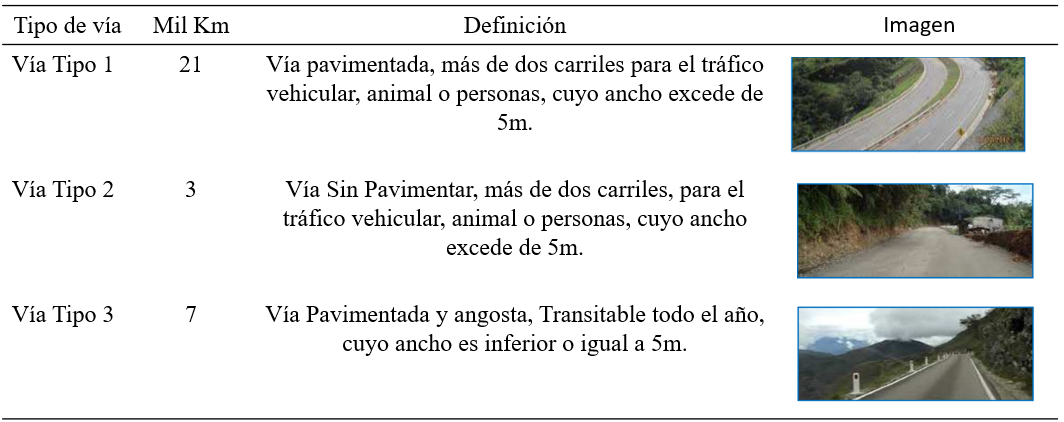 Tipo de vía Mil Km Definición Imagen
Vía Tipo 1 21 Vía pavimentada, más de dos carriles para el tráfico
vehicular, animal o personas, cuyo ancho excede de
5m.
Vía Tipo 2 3 Vía Sin Pavimentar, más de dos carriles, para el
tráfico vehicular, animal o personas, cuyo ancho
excede de 5m.
Vía Tipo 3 7 Vía Pavimentada y angosta, Transitable todo el año,
cuyo ancho es inferior o igual a 5m.